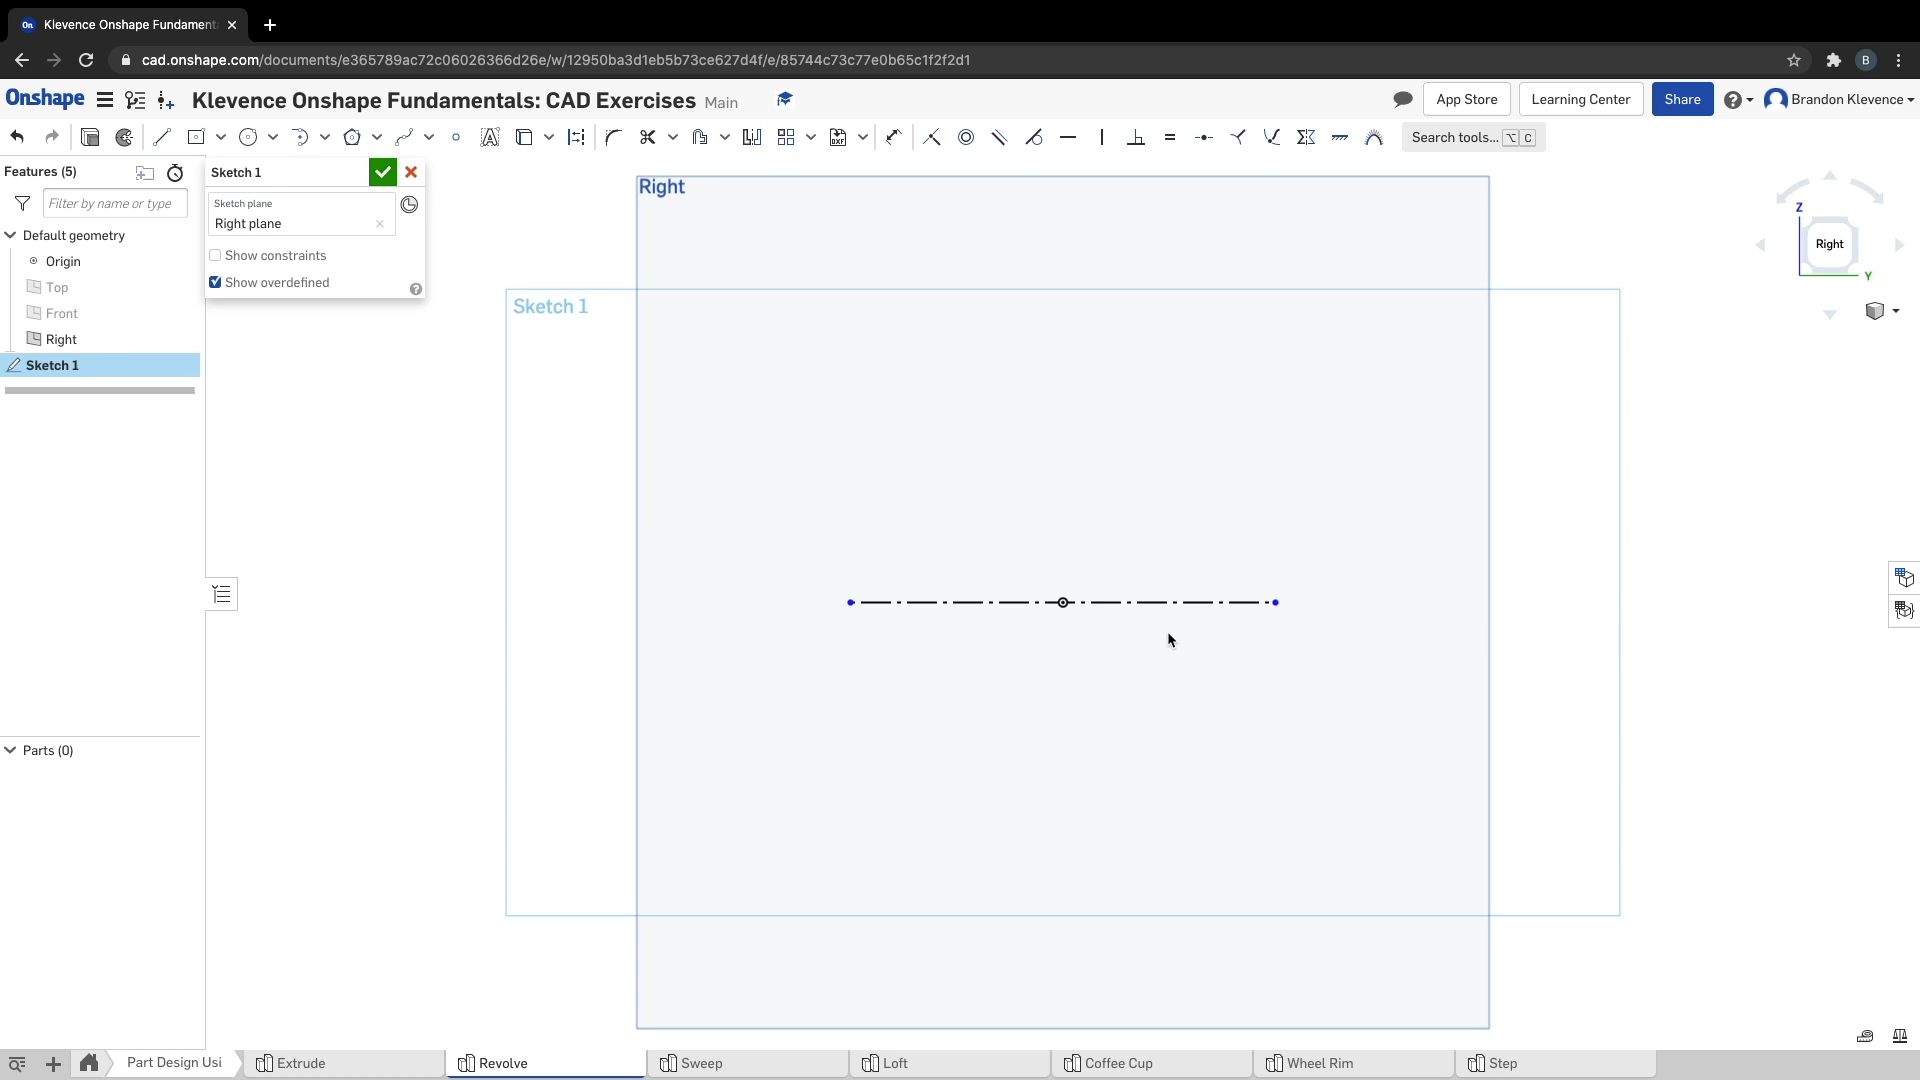 Klevence Onshape Fundament
cad.onshape.com/documents/e365789ac72c06026366d26e/w/12950ba3d1eb5b73ce627d4f/e/85744c73c77e0b65c1f2f2d1
B
Onshape
Klevence Onshape Fundamentals: CAD Exercises Main
App Store
Learning Center
Share
Brandon Klevence
Search tools... ⌥ C
Features (5)
Filter by name or type
Default geometry
Origin
Top
Front
Right
Sketch 1
Parts (0)
Sketch 1
Sketch plane
Right plane
Show constraints
Show overdefined
Right
Sketch 1
Z
Right
Y
Part Design Usi
Extrude
Revolve
Sweep
Loft
Coffee Cup
Wheel Rim
Step